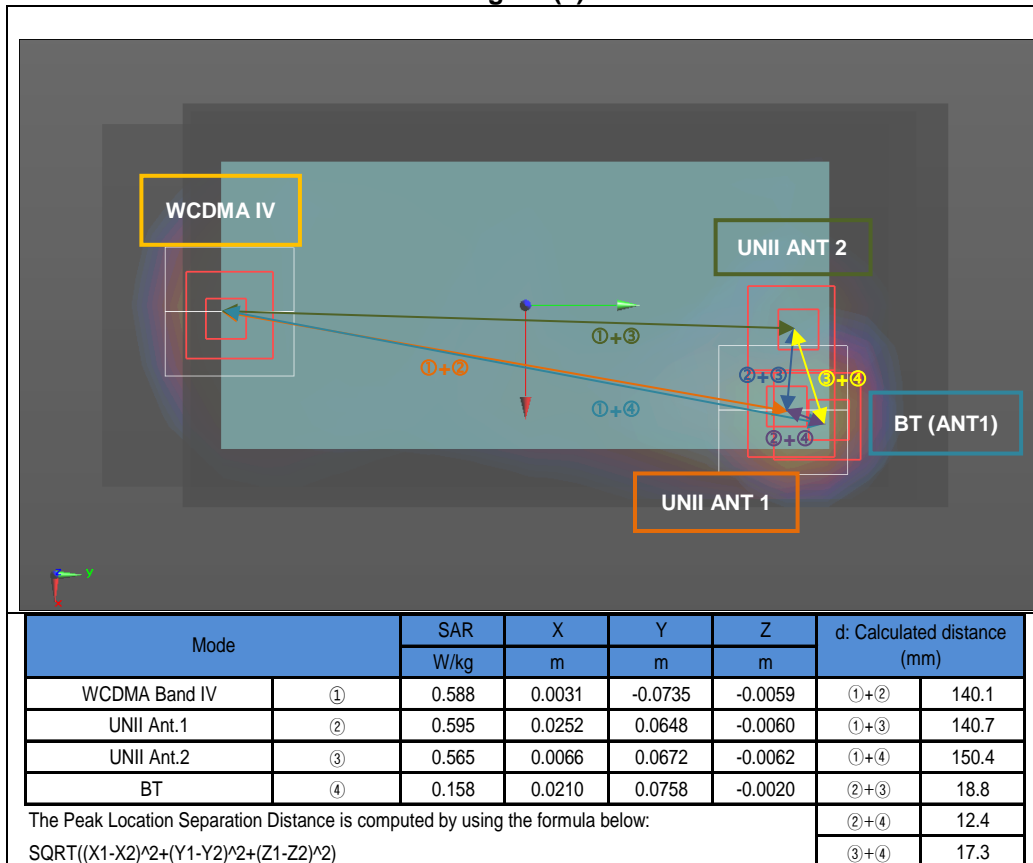 WCDMA IV
UNII ANT 2
①+③
①+②
②+③
③+④
①+④
BT (ANT1)
②+④
UNII ANT 1
z y
x
Mode SAR X Y Z d: Calculated distance (mm)
W/kg m m m
WCDMA Band IV ① 0.588 0.0031 -0.0735 -0.0059 ①+② 140.1
UNII Ant.1 ② 0.595 0.0252 0.0648 -0.0060 ①+③ 140.7
UNII Ant.2 ③ 0.565 0.0066 0.0672 -0.0062 ①+④ 150.4
BT ④ 0.158 0.0210 0.0758 -0.0020 ②+③ 18.8
The Peak Location Separation Distance is computed by using the formula below: ②+④ 12.4
SQRT((X1-X2)^2+(Y1-Y2)^2+(Z1-Z2)^2) ③+④ 17.3